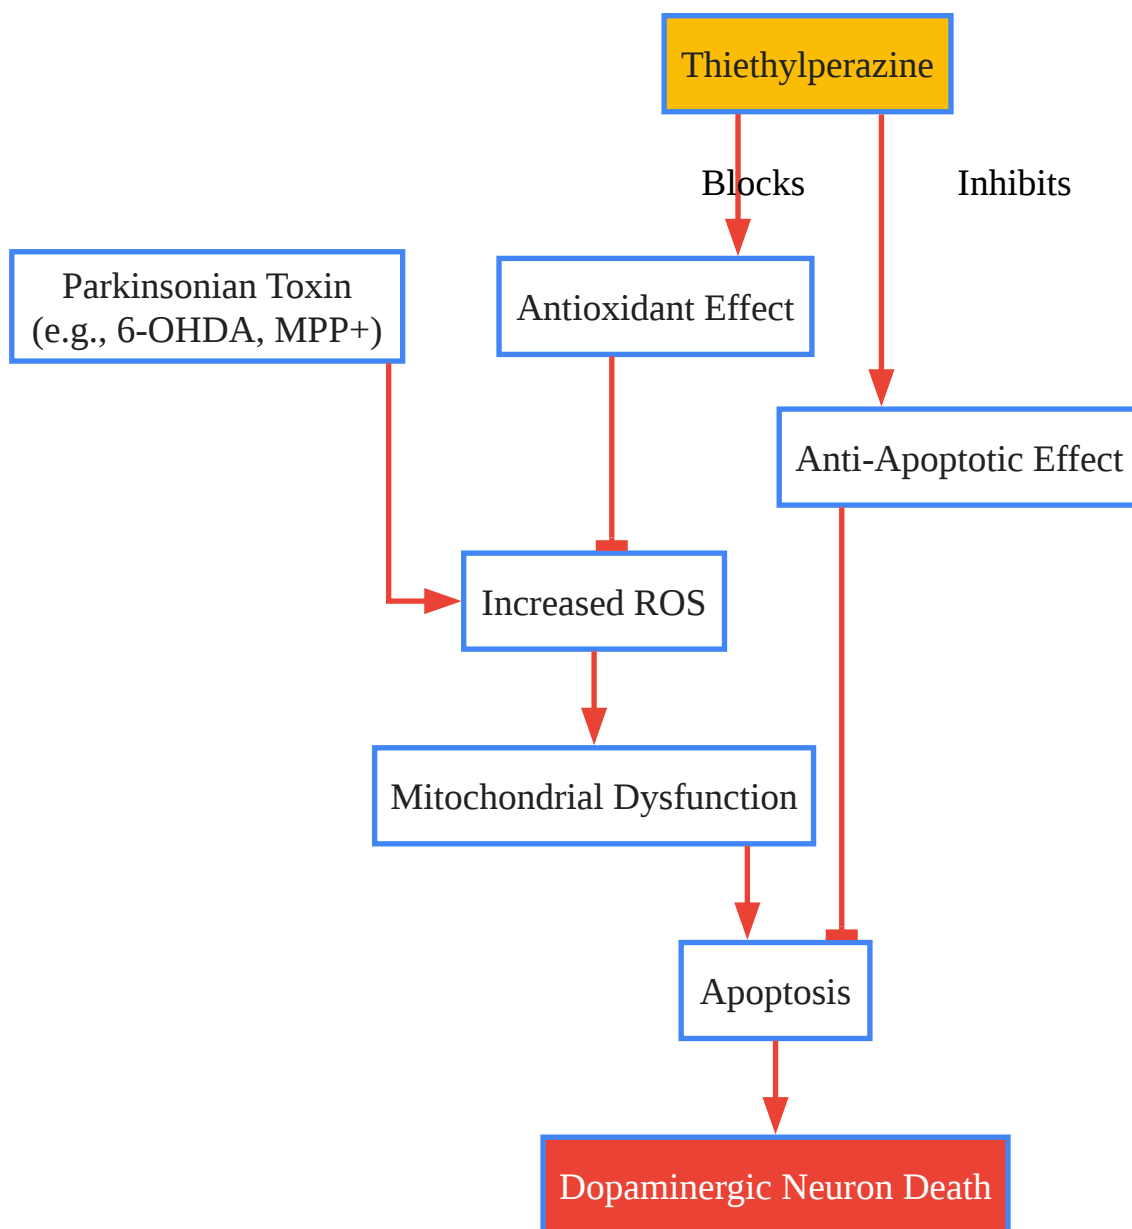 Thiethylperazine
Blocks
Inhibits
Parkinsonian Toxin
(e.g., 6-OHDA, MPP+)
Antioxidant Effect
Anti-Apoptotic Effect
Increased ROS
Mitochondrial Dysfunction
Apoptosis
Dopaminergic Neuron Death